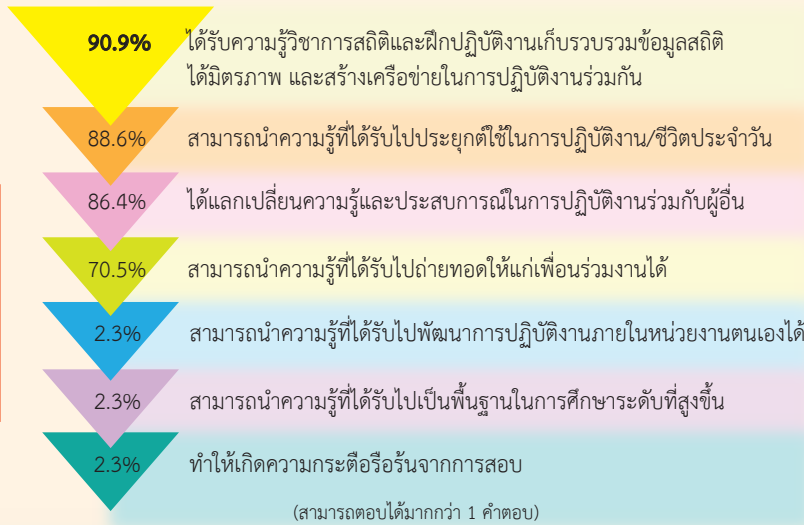 90.9% ได้รับความรู้วิชาการสถิติและฝึกปฏิบัติงานเก็บรวบรวมข้อมูลสถิติ
ได้มิตรภาพ และสร้างเครือข่ายในการปฏิบัติงานร่วมกัน
88.6% สามารถนำความรู้ที่ได้รับไปประยุกต์ใช้ในการปฏิบัติงาน/ชีวิตประจำวัน
86.4% ได้แลกเปลี่ยนความรู้และประสบการณ์ในการปฏิบัติงานร่วมกับผู้อื่น
70.5% สามารถนำความรู้ที่ได้รับไปถ่ายทอดให้แก่เพื่อนร่วมงานได้
2.3% สามารถนำความรู้ที่ได้รับไปพัฒนาการปฏิบัติงานภายในหน่วยงานตนเองได้
2.3% สามารถนำความรู้ที่ได้รับไปเป็นพื้นฐานในการศึกษาระดับที่สูงขึ้น
2.3% ทำให้เกิดความกระตือรือร้นจากการสอบ
(สามารถตอบได้มากกว่า 1 คำตอบ)